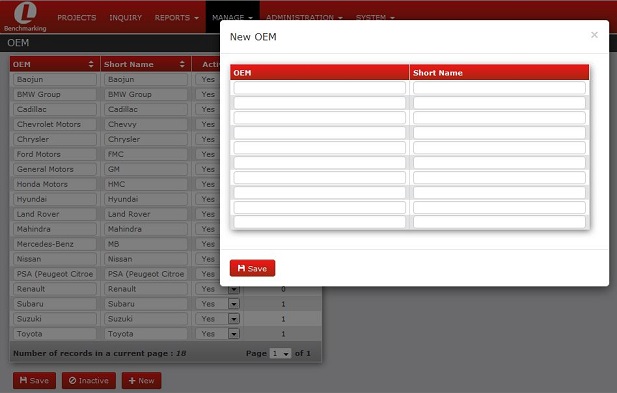 L
Benchmarking
PROJECTS INQUIRY REPORTS MANAGE ADMINISTRATION SYSTEM
OEM
New OEM ×
OEM Short Name
Save
OEM Short Name
Baojun Baojun Yes
BMW Group BMW Group Yes
Cadillac Cadillac Yes
Chevrolet Motors Chevvy Yes
Chrysler Chrysler Yes
Ford Motors FMC Yes
General Motors GM Yes
Honda Motors HMC Yes
Hyundai Hyundai Yes
Land Rover Land Rover Yes
Mahindra Mahindra Yes
Mercedes-Benz MB Yes
Nissan Nissan Yes
PSA (Peugeot Citroe PSA (Peugeot Citroe Yes
Renault Renault Yes 0
Subaru Subaru Yes 1
Suzuki Suzuki Yes 1
Toyota Toyota Yes 1
Number of records in a current page : 18 Page 1 of 1
Save Inactive New